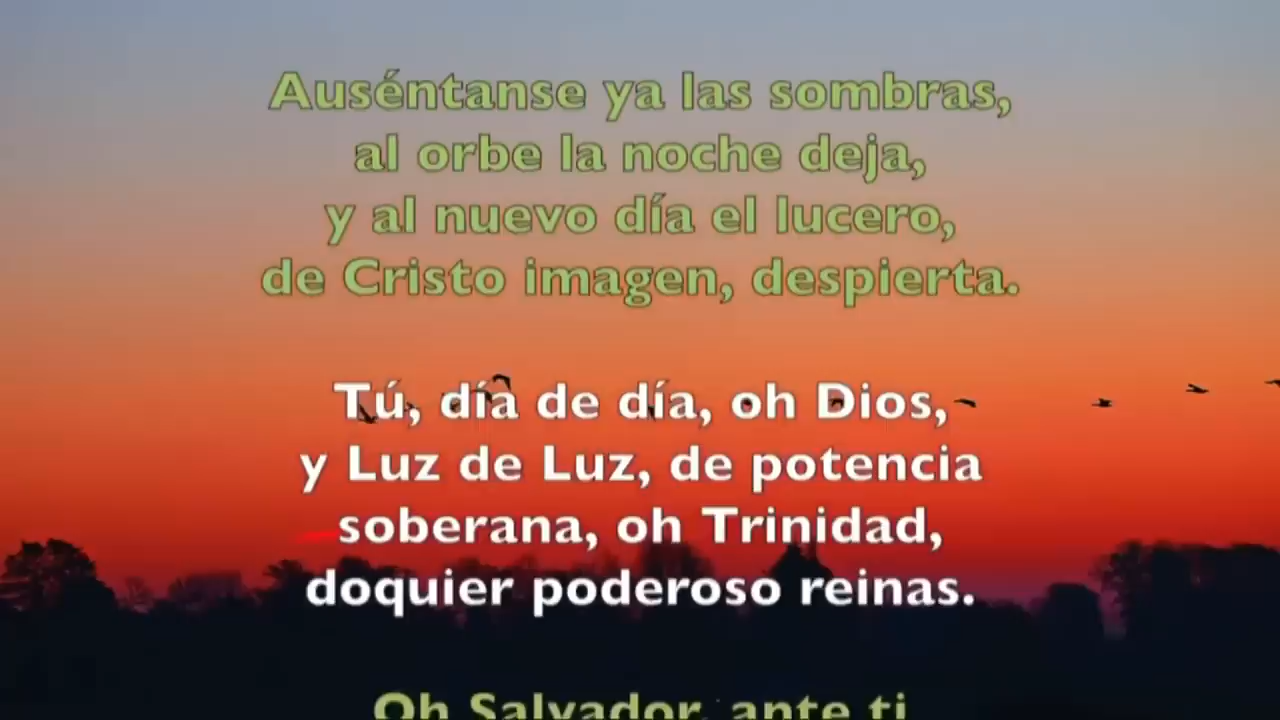 Auséntanse ya las sombras,
al orbe la noche deja,
y al nuevo día el lucero,
de Cristo imagen, despierta.
Tú, día de día, oh Dios,
y Luz de Luz, de potencia
soberana, oh Trinidad,
doquier poderoso reinas.
Oh Salvador, ante ti